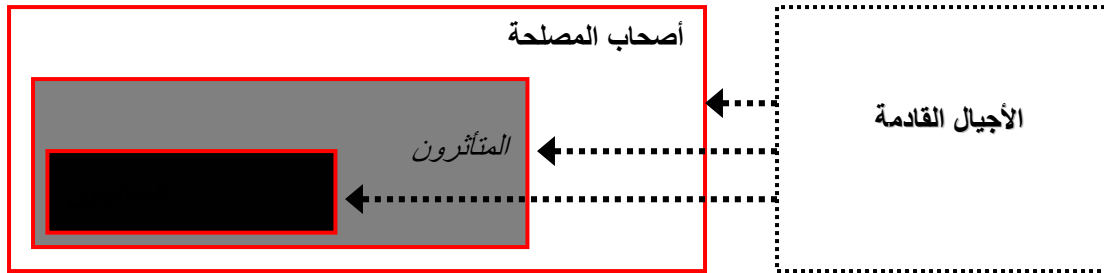 أصحاب المصلحة
الأجيال القادمة
المتأثرون